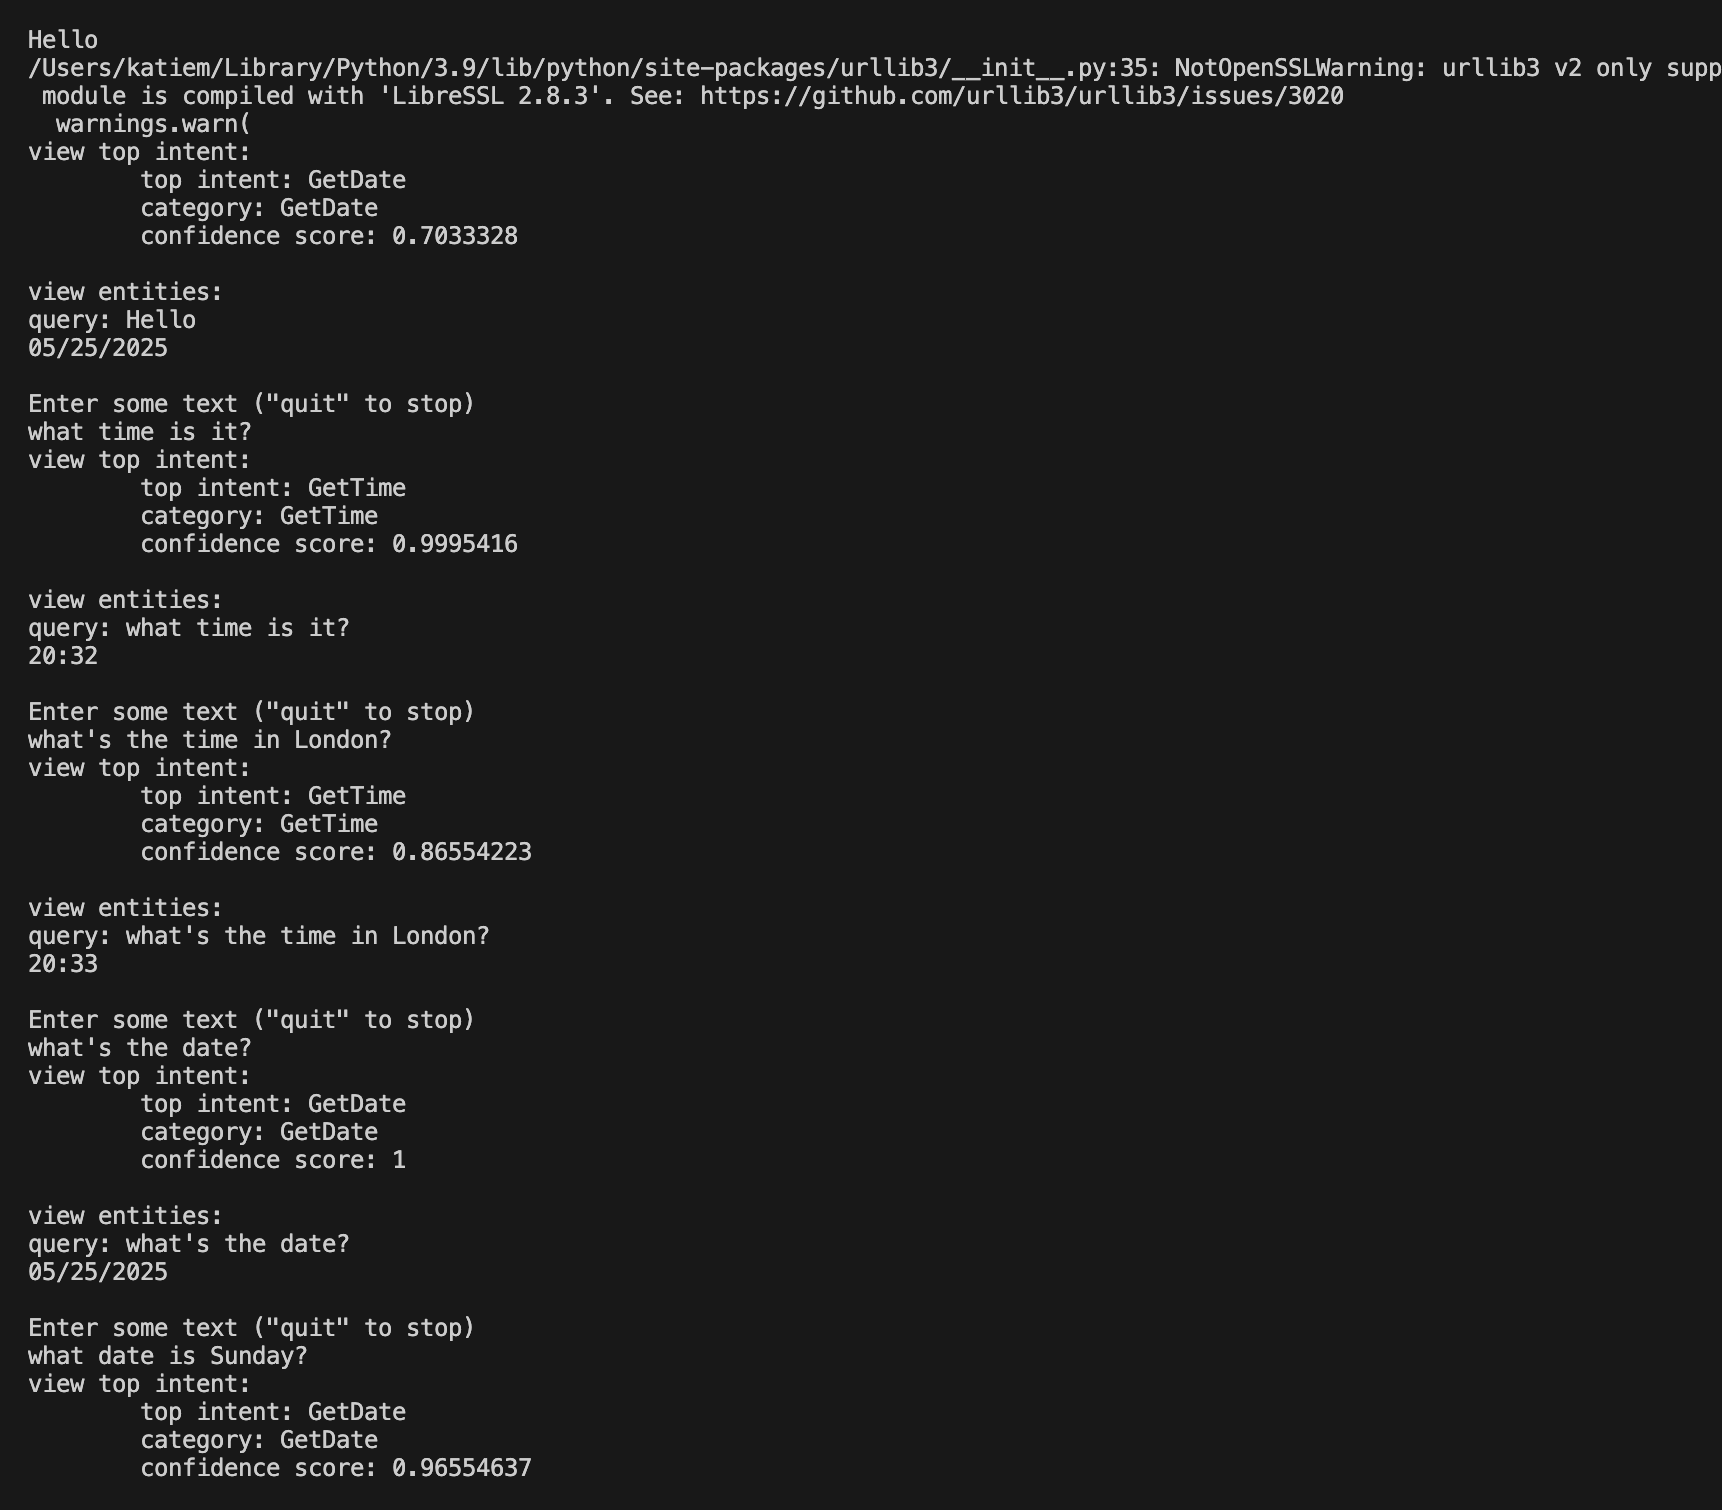 Hello
/Users/katiem/Library/Python/3.9/lib/python/site-packages/urllib3/__init__.py:35: NotOpenSSLWarning: urllib3 v2 only supp
 module is compiled with 'LibreSSL 2.8.3'. See: https://github.com/urllib3/urllib3/issues/3020
  warnings.warn(
view top intent:
        top intent: GetDate
        category: GetDate
        confidence score: 0.7033328

view entities:
query: Hello
05/25/2025

Enter some text ("quit" to stop)
what time is it?
view top intent:
        top intent: GetTime
        category: GetTime
        confidence score: 0.9995416

view entities:
query: what time is it?
20:32

Enter some text ("quit" to stop)
what's the time in London?
view top intent:
        top intent: GetTime
        category: GetTime
        confidence score: 0.86554223

view entities:
query: what's the time in London?
20:33

Enter some text ("quit" to stop)
what's the date?
view top intent:
        top intent: GetDate
        category: GetDate
        confidence score: 1

view entities:
query: what's the date?
05/25/2025

Enter some text ("quit" to stop)
what date is Sunday?
view top intent:
        top intent: GetDate
        category: GetDate
        confidence score: 0.96554637